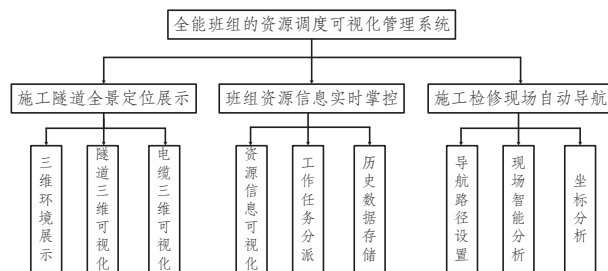 全能班组的资源调度可视化管理系统
施工隧道全景定位展示
班组资源信息实时掌控
施工检修现场自动导航
三维环境展示
隧道三维可视化
电缆三维可视化
资源信息可视化
工作任务分派
历史数据存储
导航路径设置
现场智能分析
坐标分析